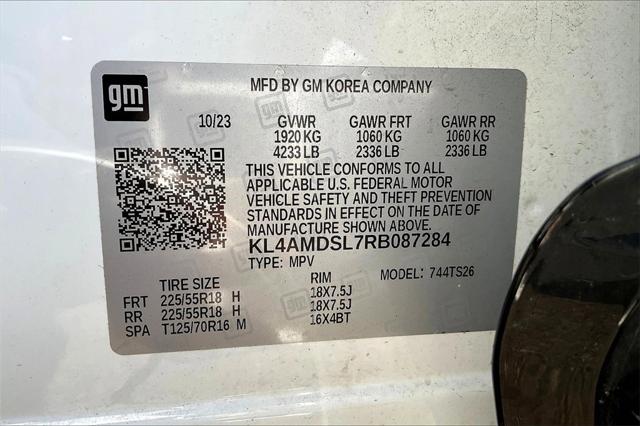 gm
MFD BY GM KOREA COMPANY
10/23 GVWR GAWR FRT GAWR RR
1920 KG 1060 KG 1060 KG
4233 LB 2336 LB 2336 LB
THIS VEHICLE CONFORMS TO ALL
APPLICABLE U.S. FEDERAL MOTOR
VEHICLE SAFETY AND THEFT PREVENTION
STANDARDS IN EFFECT ON THE DATE OF
MANUFACTURE SHOWN ABOVE.
KL4AMDSL7RB087284
TYPE: MPV MODEL: 744TS26
TIRE SIZE RIM
FRT 225/55R18 H 18X7.5J
RR 225/55R18 H 18X7.5J
SPA T125/70R16 M 16X4BT